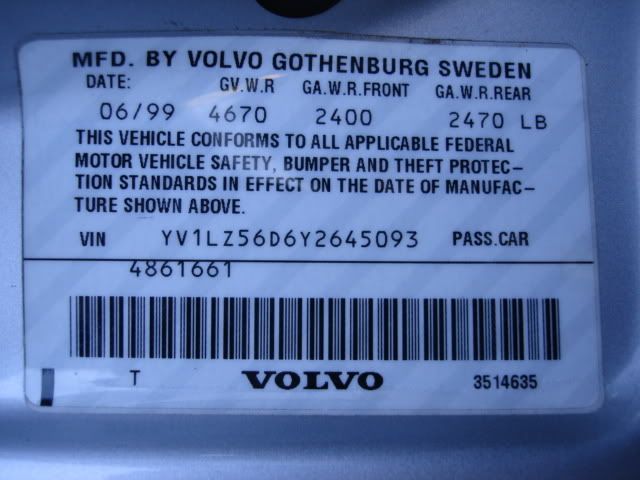 MFD. BY VOLVO GOTHENBURG SWEDEN
DATE: GV.W.R GA.W.R.FRONT GA.W.R.REAR
06/99 4670 2400 2470 LB
THIS VEHICLE CONFORMS TO ALL APPLICABLE FEDERAL
MOTOR VEHICLE SAFETY, BUMPER AND THEFT PROTEC-
TION STANDARDS IN EFFECT ON THE DATE OF MANUFAC-
TURE SHOWN ABOVE.
VIN YV1LZ56D6Y2645093 PASS.CAR
4861661
T VOLVO 3514635